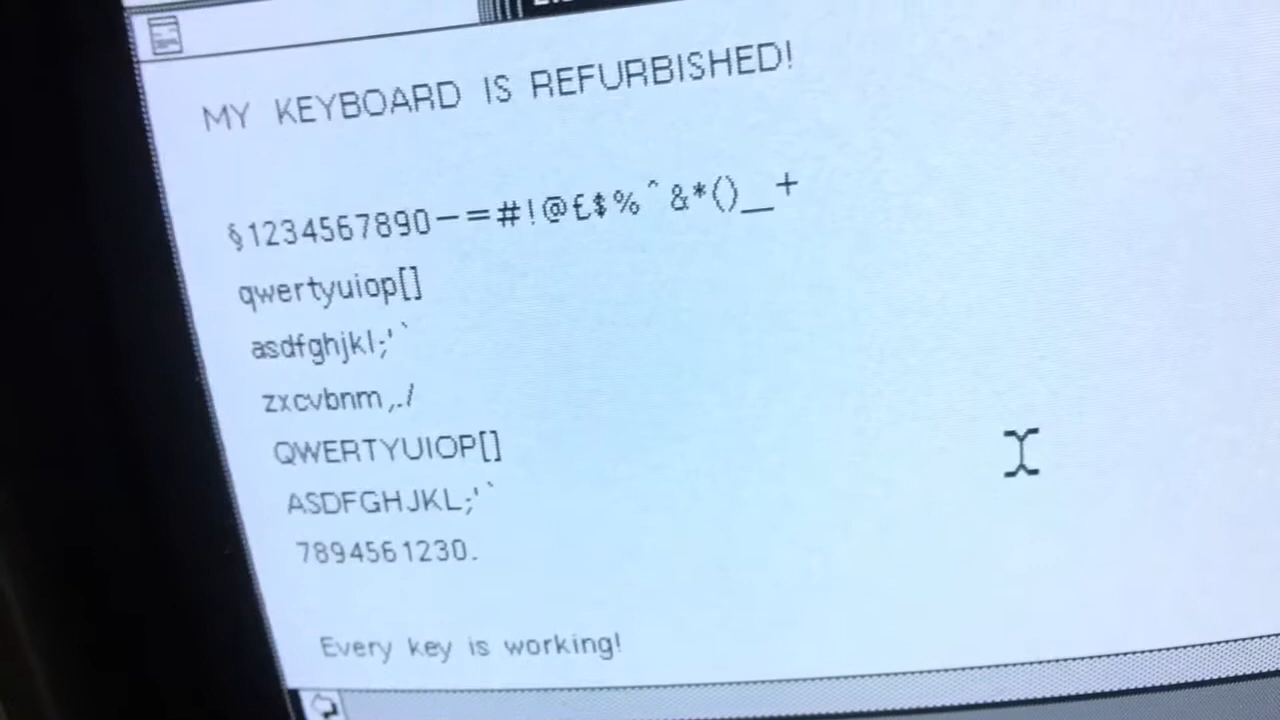 MY KEYBOARD IS REFURBISHED!
§1234567890-=#!@£$%^&*()_+
qwertyuiop[]
asdfghjkl;'`
zxcvbnm,./
QWERTYUIOP[]
ASDFGHJKL;'`
7894561230.
Every key is working!